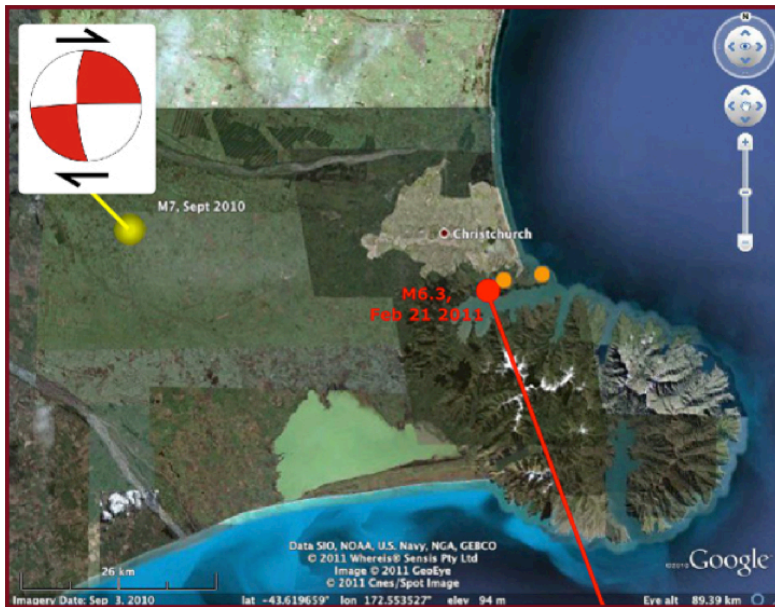 N
M7, Sept 2010
Christchurch
M6.3,
Feb 21 2011
26 km
Data SIO, NOAA, U.S. Navy, NGA, GEBCO
© 2011 Whereis® Sensis Pty Ltd
Image © 2011 GeoEye
© 2011 Cnes/Spot Image
©2010 Google
Imagery Date: Sep 3, 2010 lat -43.619659° lon 172.553527° elev 94 m Eye alt 89.39 km